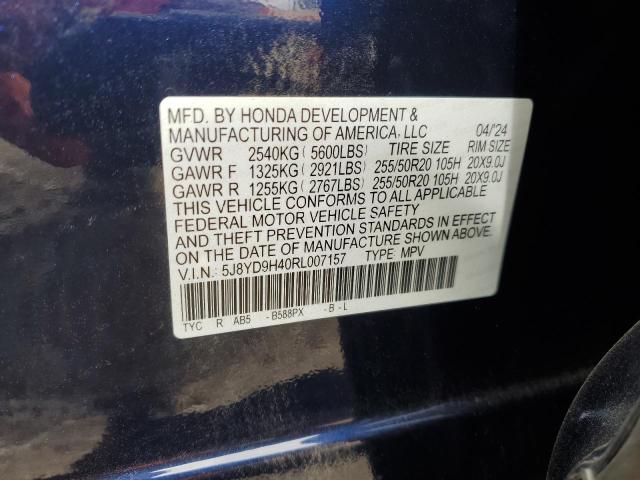 MFD. BY HONDA DEVELOPMENT &
MANUFACTURING OF AMERICA, LLC 04/'24
GVWR 2540KG (5600LBS) TIRE SIZE RIM SIZE
GAWR F 1325KG (2921LBS) 255/50R20 105H 20X9.0J
GAWR R 1255KG (2767LBS) 255/50R20 105H 20X9.0J
THIS VEHICLE CONFORMS TO ALL APPLICABLE
FEDERAL MOTOR VEHICLE SAFETY
AND THEFT PREVENTION STANDARDS IN EFFECT
ON THE DATE OF MANUFACTURE SHOWN ABOVE.
V.I.N.: 5J8YD9H40RL007157 TYPE: MPV
TYC R AB5 -B588PX -B -L